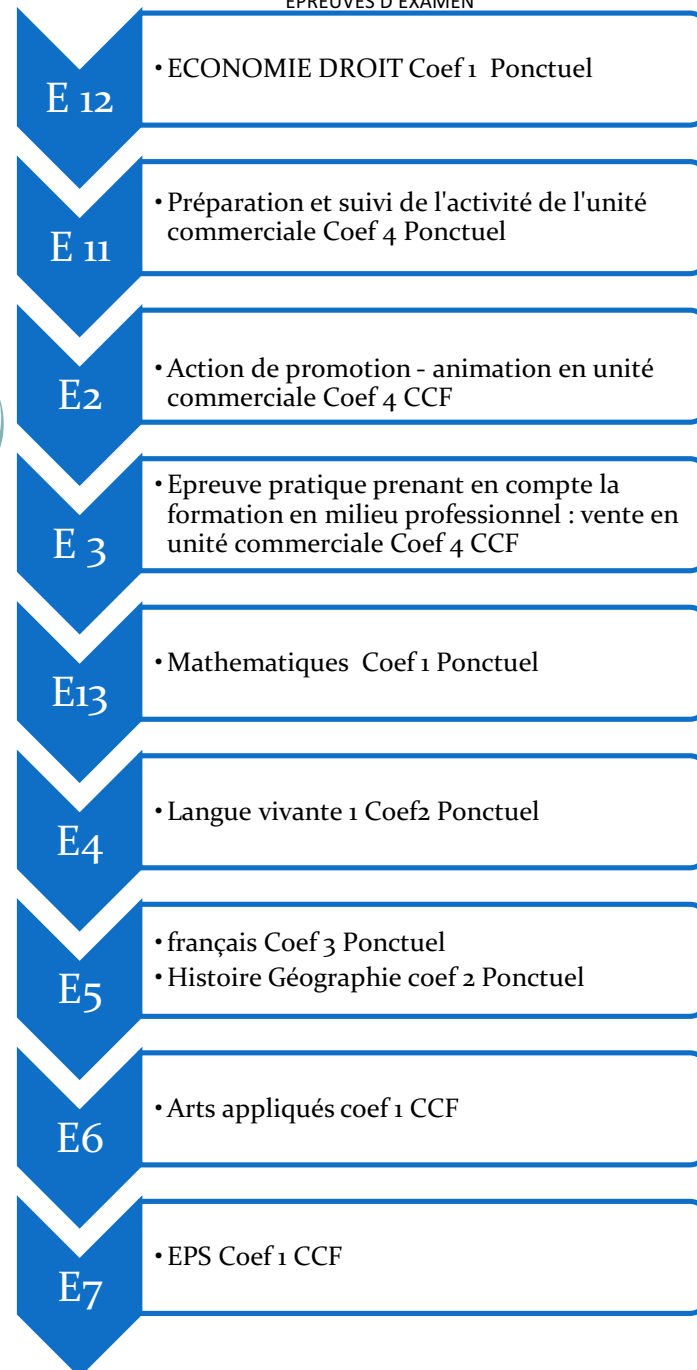 EPREUVES D'EXAMEN
E 12
• ECONOMIE DROIT Coef 1 Ponctuel
E 11
• Préparation et suivi de l'activité de l'unité
commerciale Coef 4 Ponctuel
E2
• Action de promotion - animation en unité
commerciale Coef 4 CCF
E 3
• Epreuve pratique prenant en compte la
formation en milieu professionnel : vente en
unité commerciale Coef 4 CCF
E13
• Mathematiques Coef 1 Ponctuel
E4
• Langue vivante 1 Coef2 Ponctuel
E5
• français Coef 3 Ponctuel
• Histoire Géographie coef 2 Ponctuel
E6
• Arts appliqués coef 1 CCF
E7
• EPS Coef 1 CCF